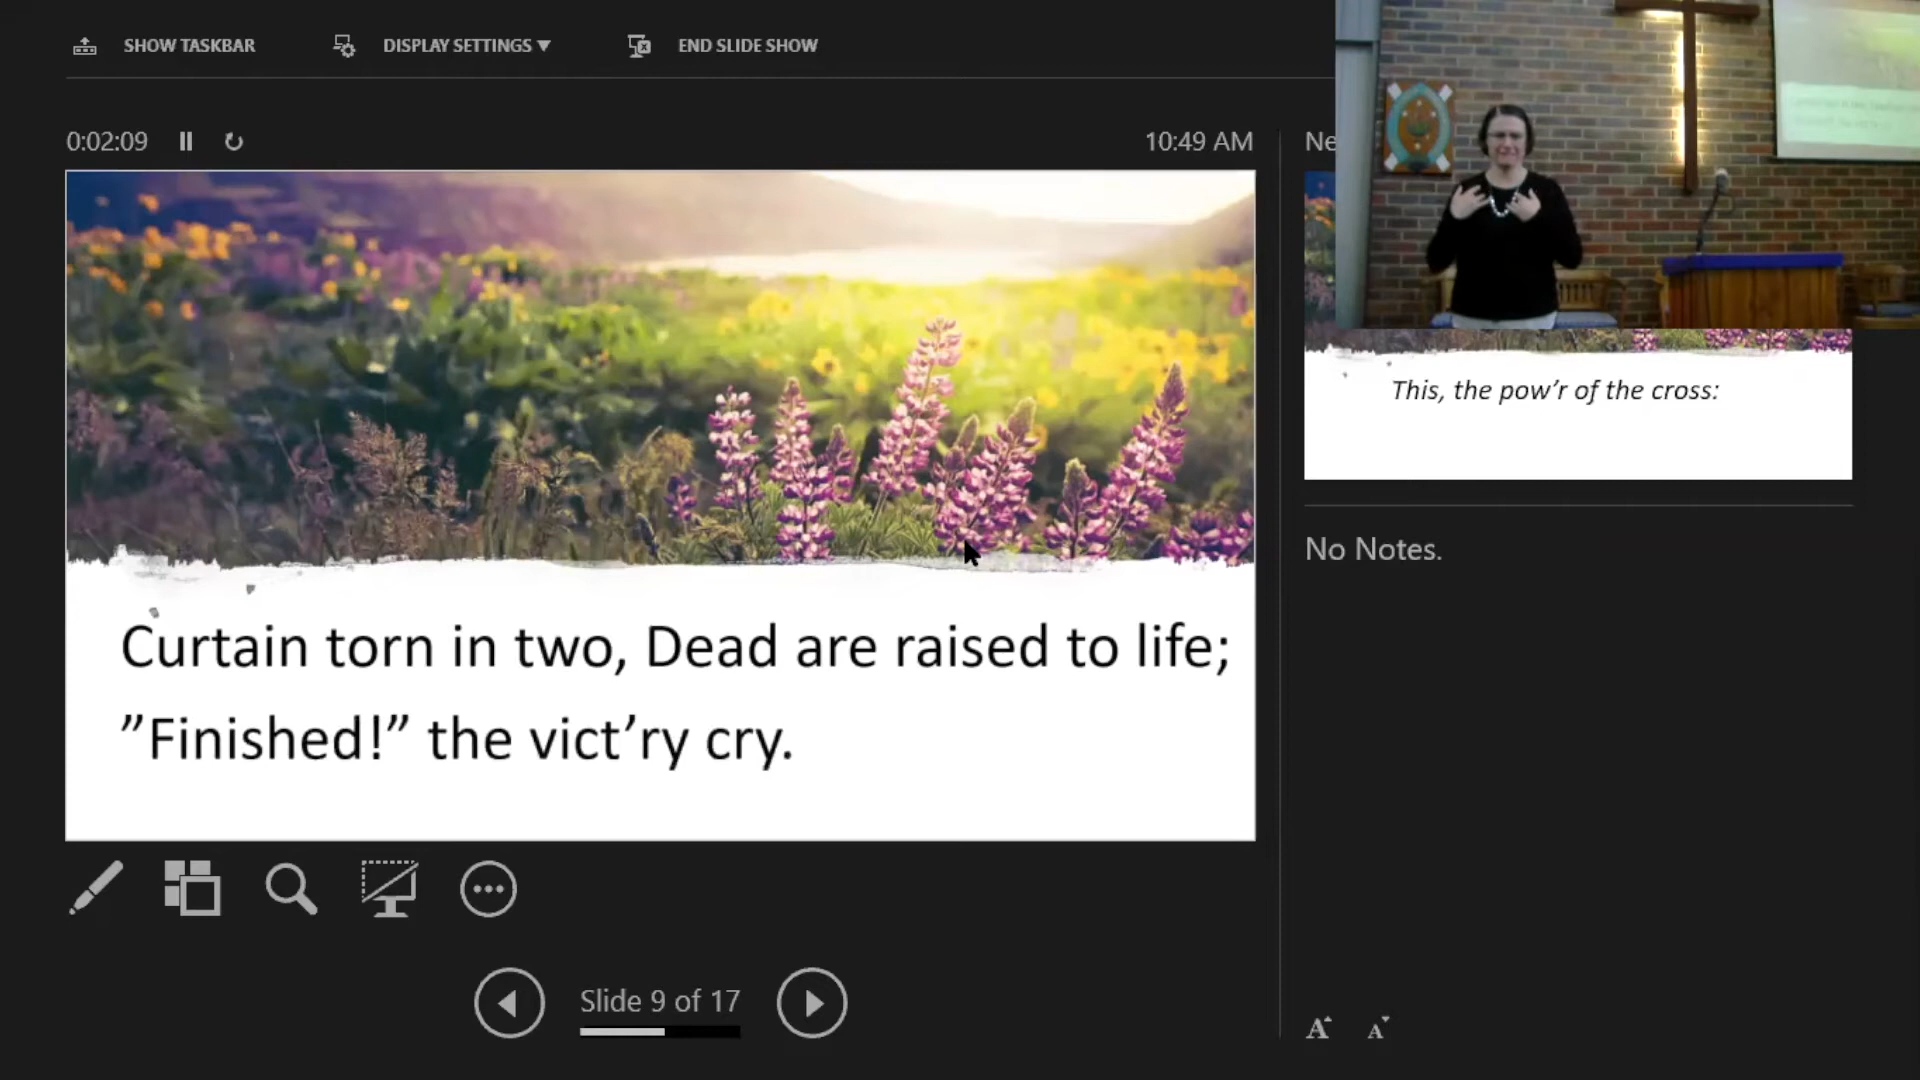 SHOW TASKBAR
DISPLAY SETTINGS ▼
END SLIDE SHOW
0:02:09
10:49 AM
Ne
Curtain torn in two, Dead are raised to life;
”Finished!” the vict’ry cry.
This, the pow’r of the cross:
No Notes.
Slide 9 of 17
A A